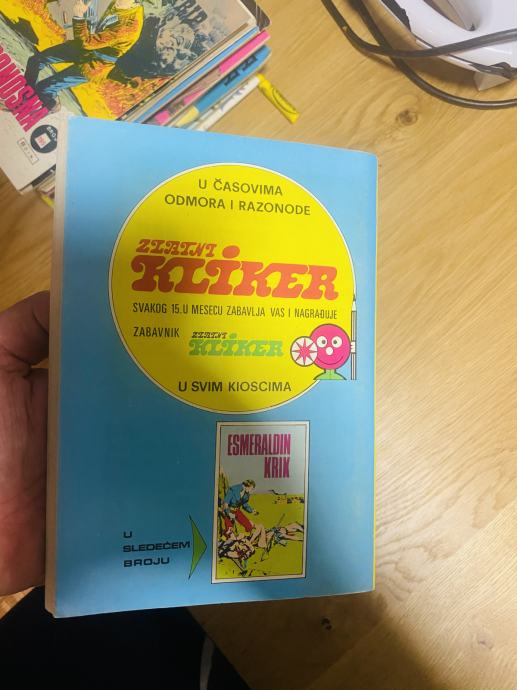 U ČASOVIMA
ODMORA I RAZONODE
ZLATNI
KLIKER
SVAKOG 15. U MESECU ZABAVLJA VAS I NAGRAĐUJE
ZABAVNIK ZLATNI
KLIKER
U SVIM KIOSCIMA
ESMERALDIN
KRIK
U
SLEDEĆEM
BROJU